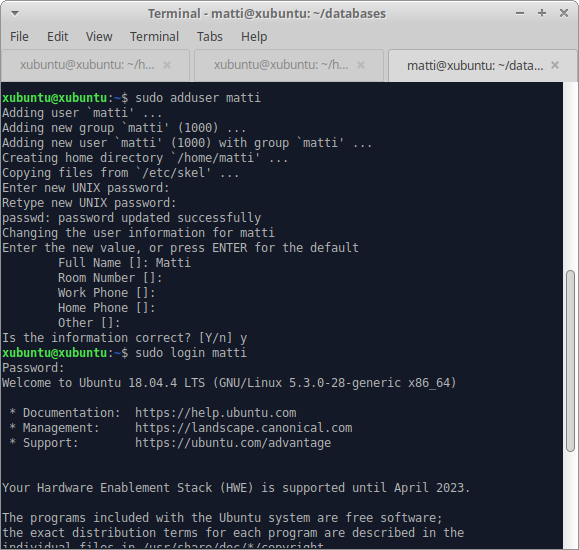 Terminal - matti@xubuntu: ~/databases
File Edit View Terminal Tabs Help
xubuntu@xubuntu: ~/h... xubuntu@xubuntu: ~/h... matti@xubuntu: ~/data...
xubuntu@xubuntu:~$ sudo adduser matti
Adding user `matti' ...
Adding new group `matti' (1000) ...
Adding new user `matti' (1000) with group `matti' ...
Creating home directory `/home/matti' ...
Copying files from `/etc/skel' ...
Enter new UNIX password:
Retype new UNIX password:
passwd: password updated successfully
Changing the user information for matti
Enter the new value, or press ENTER for the default
        Full Name []: Matti
        Room Number []:
        Work Phone []:
        Home Phone []:
        Other []:
Is the information correct? [Y/n] y
xubuntu@xubuntu:~$ sudo login matti
Password:
Welcome to Ubuntu 18.04.4 LTS (GNU/Linux 5.3.0-28-generic x86_64)
 * Documentation:  https://help.ubuntu.com
 * Management:     https://landscape.canonical.com
 * Support:        https://ubuntu.com/advantage
Your Hardware Enablement Stack (HWE) is supported until April 2023.
The programs included with the Ubuntu system are free software;
the exact distribution terms for each program are described in the
individual files in /usr/share/doc/*/copyright.